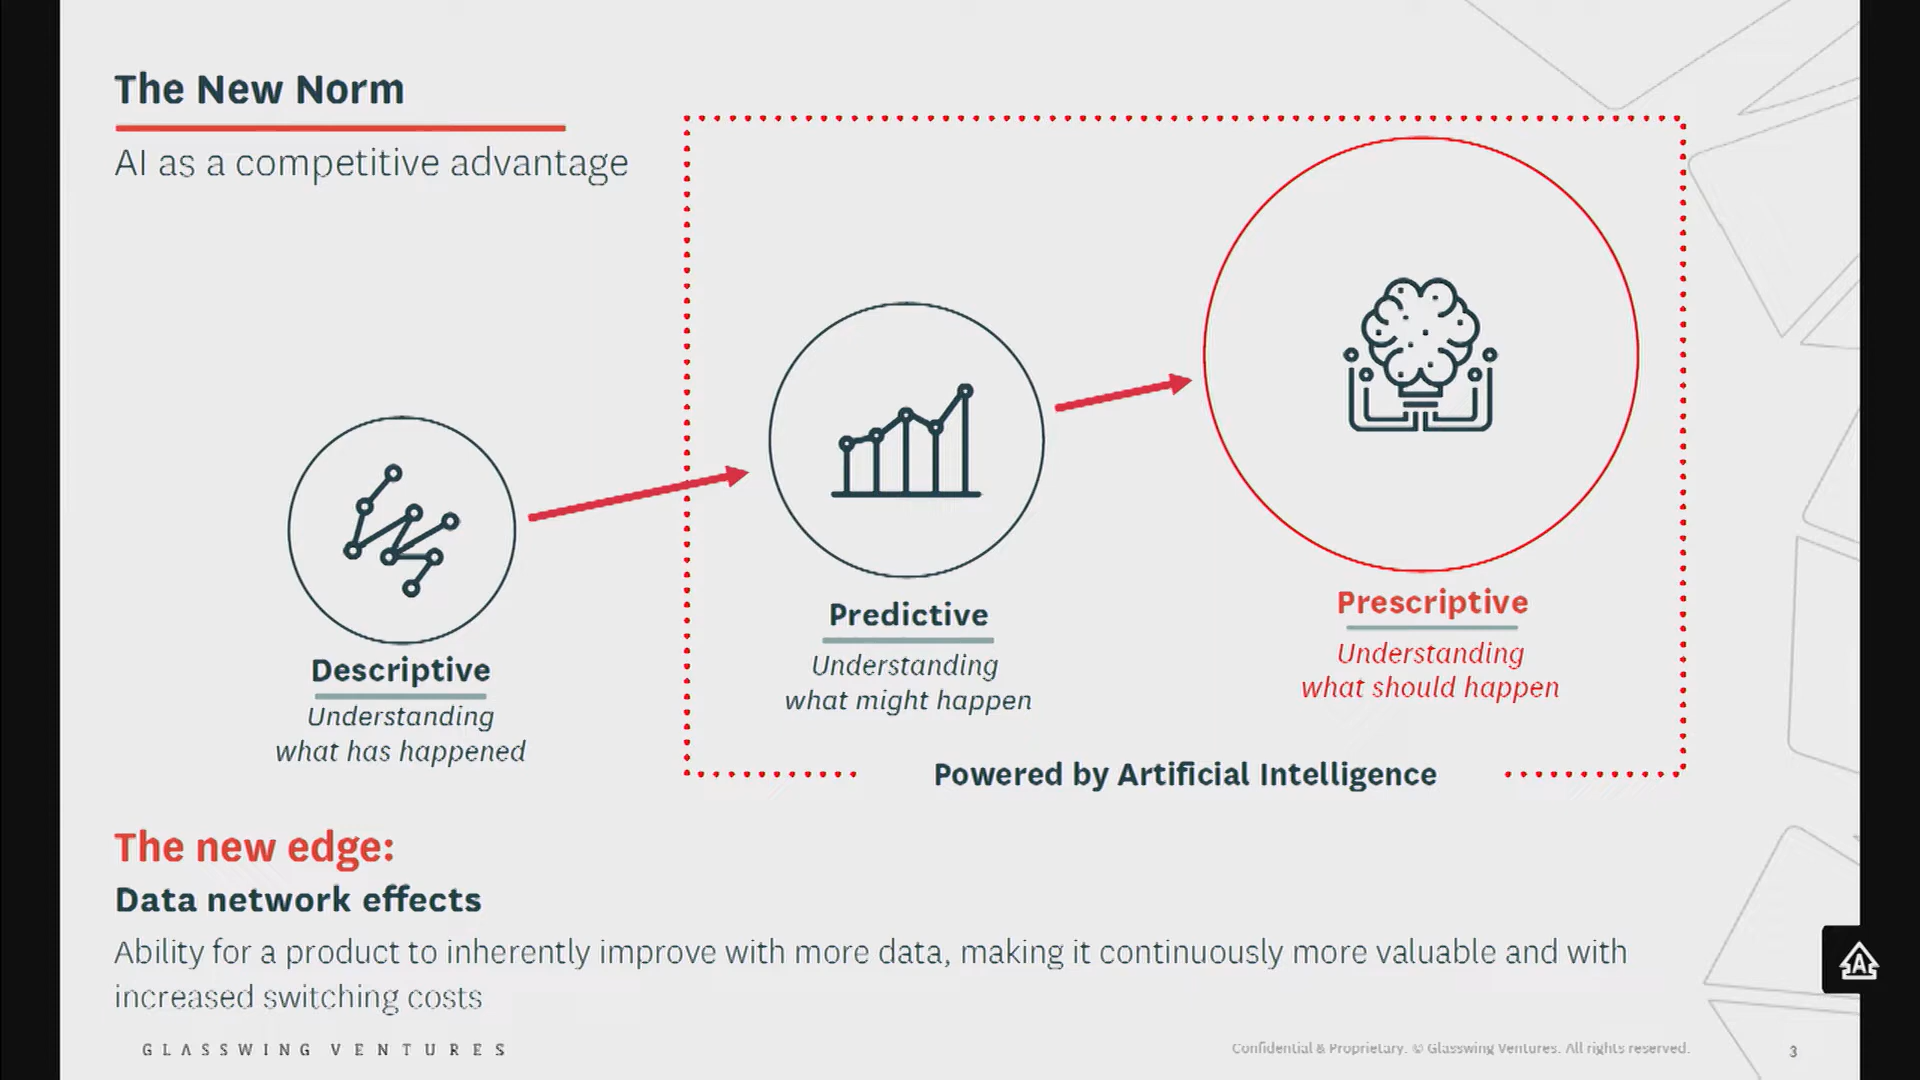 The New Norm
AI as a competitive advantage
Descriptive
Understanding
what has happened
Predictive
Understanding
what might happen
Prescriptive
Understanding
what should happen
Powered by Artificial Intelligence
The new edge:
Data network effects
Ability for a product to inherently improve with more data, making it continuously more valuable and with
increased switching costs
GLASSWING VENTURES
Confidential & Proprietary. © Glasswing Ventures. All rights reserved.
3
A